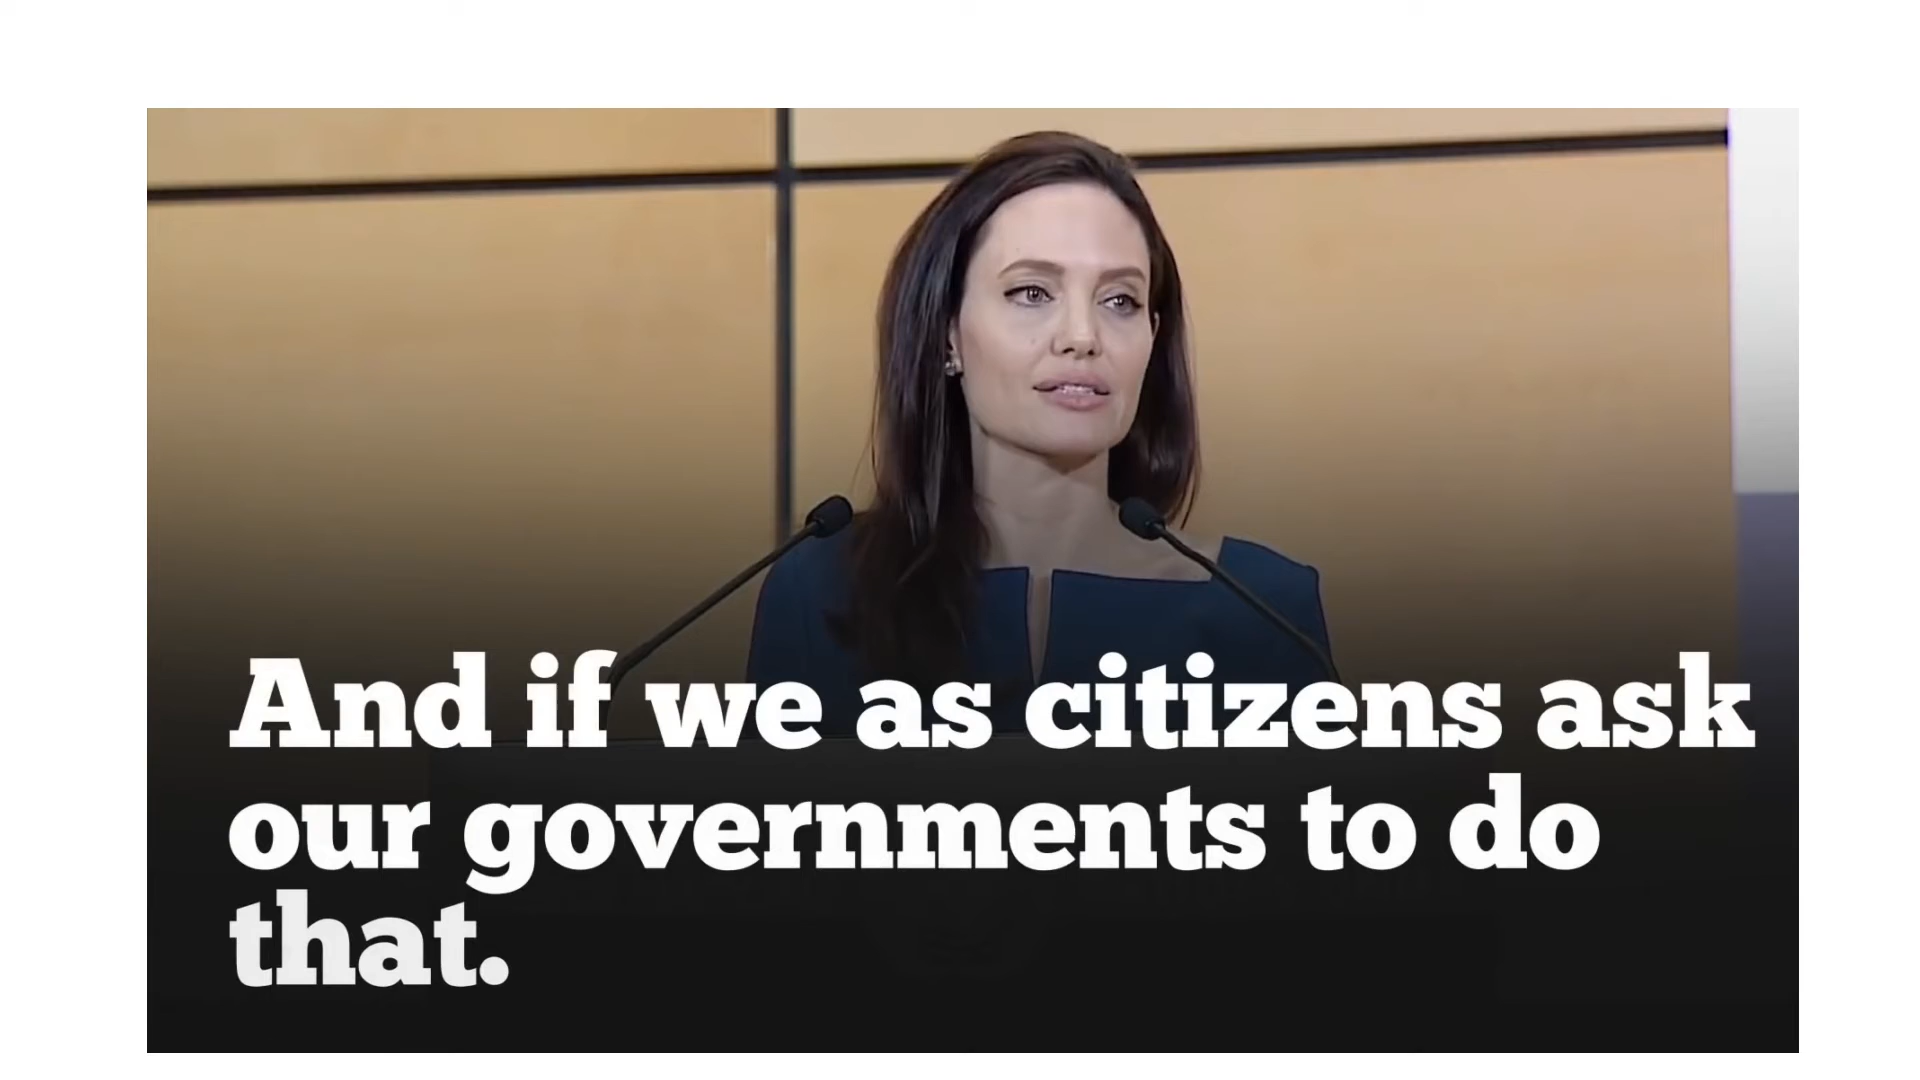 And if we as citizens ask
our governments to do
that.